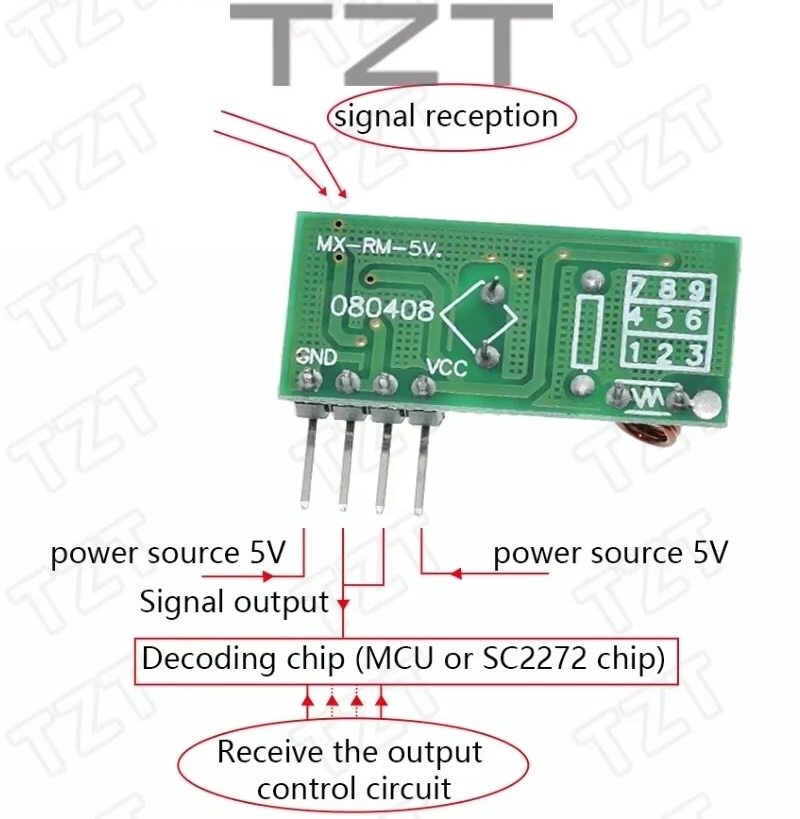 TZT
signal reception
MX-RM-5V.
080408
7 8 9
4 5 6
1 2 3
GND
VCC
power source 5V
power source 5V
Signal output
Decoding chip (MCU or SC2272 chip)
Receive the output
control circuit